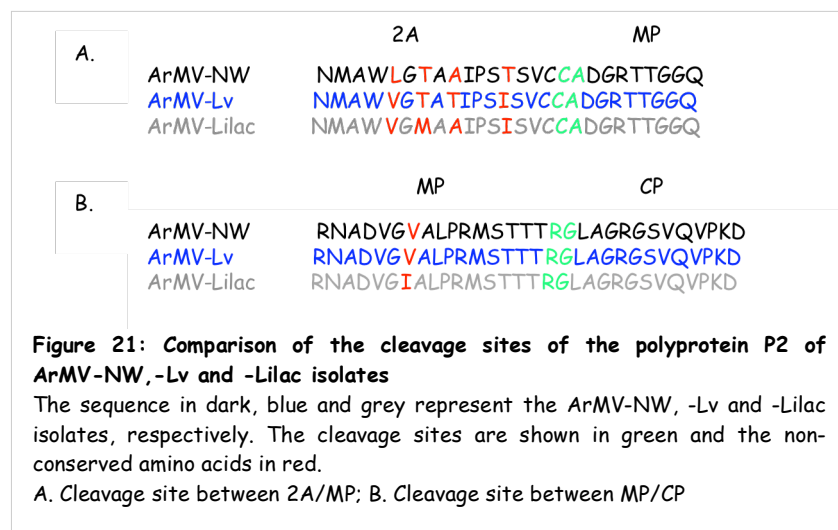 2A MP
A.
ArMV-NW NMAWLGTAAIPSTSVCCADGRTTGGQ
ArMV-Lv NMAWVGTATIPSISVCCADGRTTGGQ
ArMV-Lilac NMAWVGMAAIPSISVCCADGRTTGGQ
MP CP
B.
ArMV-NW RNADVGVALPRMSTTTRGLAGRGSVQVPKD
ArMV-Lv RNADVGVALPRMSTTTRGLAGRGSVQVPKD
ArMV-Lilac RNADVGIALPRMSTTTRGLAGRGSVQVPKD
Figure 21: Comparison of the cleavage sites of the polyprotein P2 of
ArMV-NW,-Lv and -Lilac isolates
The sequence in dark, blue and grey represent the ArMV-NW, -Lv and -Lilac
isolates, respectively. The cleavage sites are shown in green and the non-
conserved amino acids in red.
A. Cleavage site between 2A/MP; B. Cleavage site between MP/CP